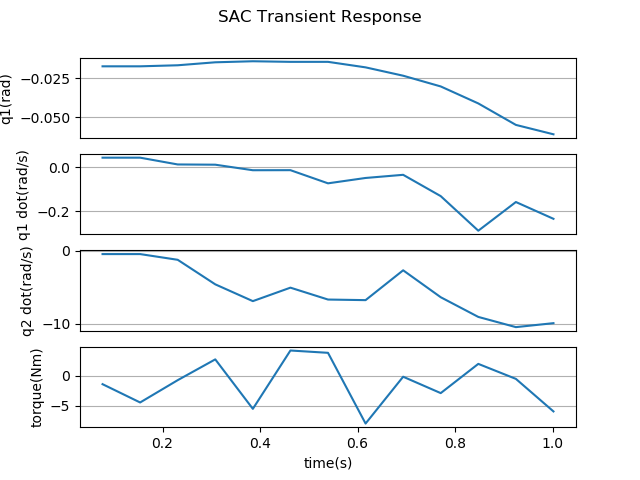 SAC Transient Response
q1(rad)
−0.025
−0.050
q1 dot(rad/s)
0.0
−0.2
q2 dot(rad/s)
0
−10
torque(Nm)
0
−5
0.2 0.4 0.6 0.8 1.0
time(s)